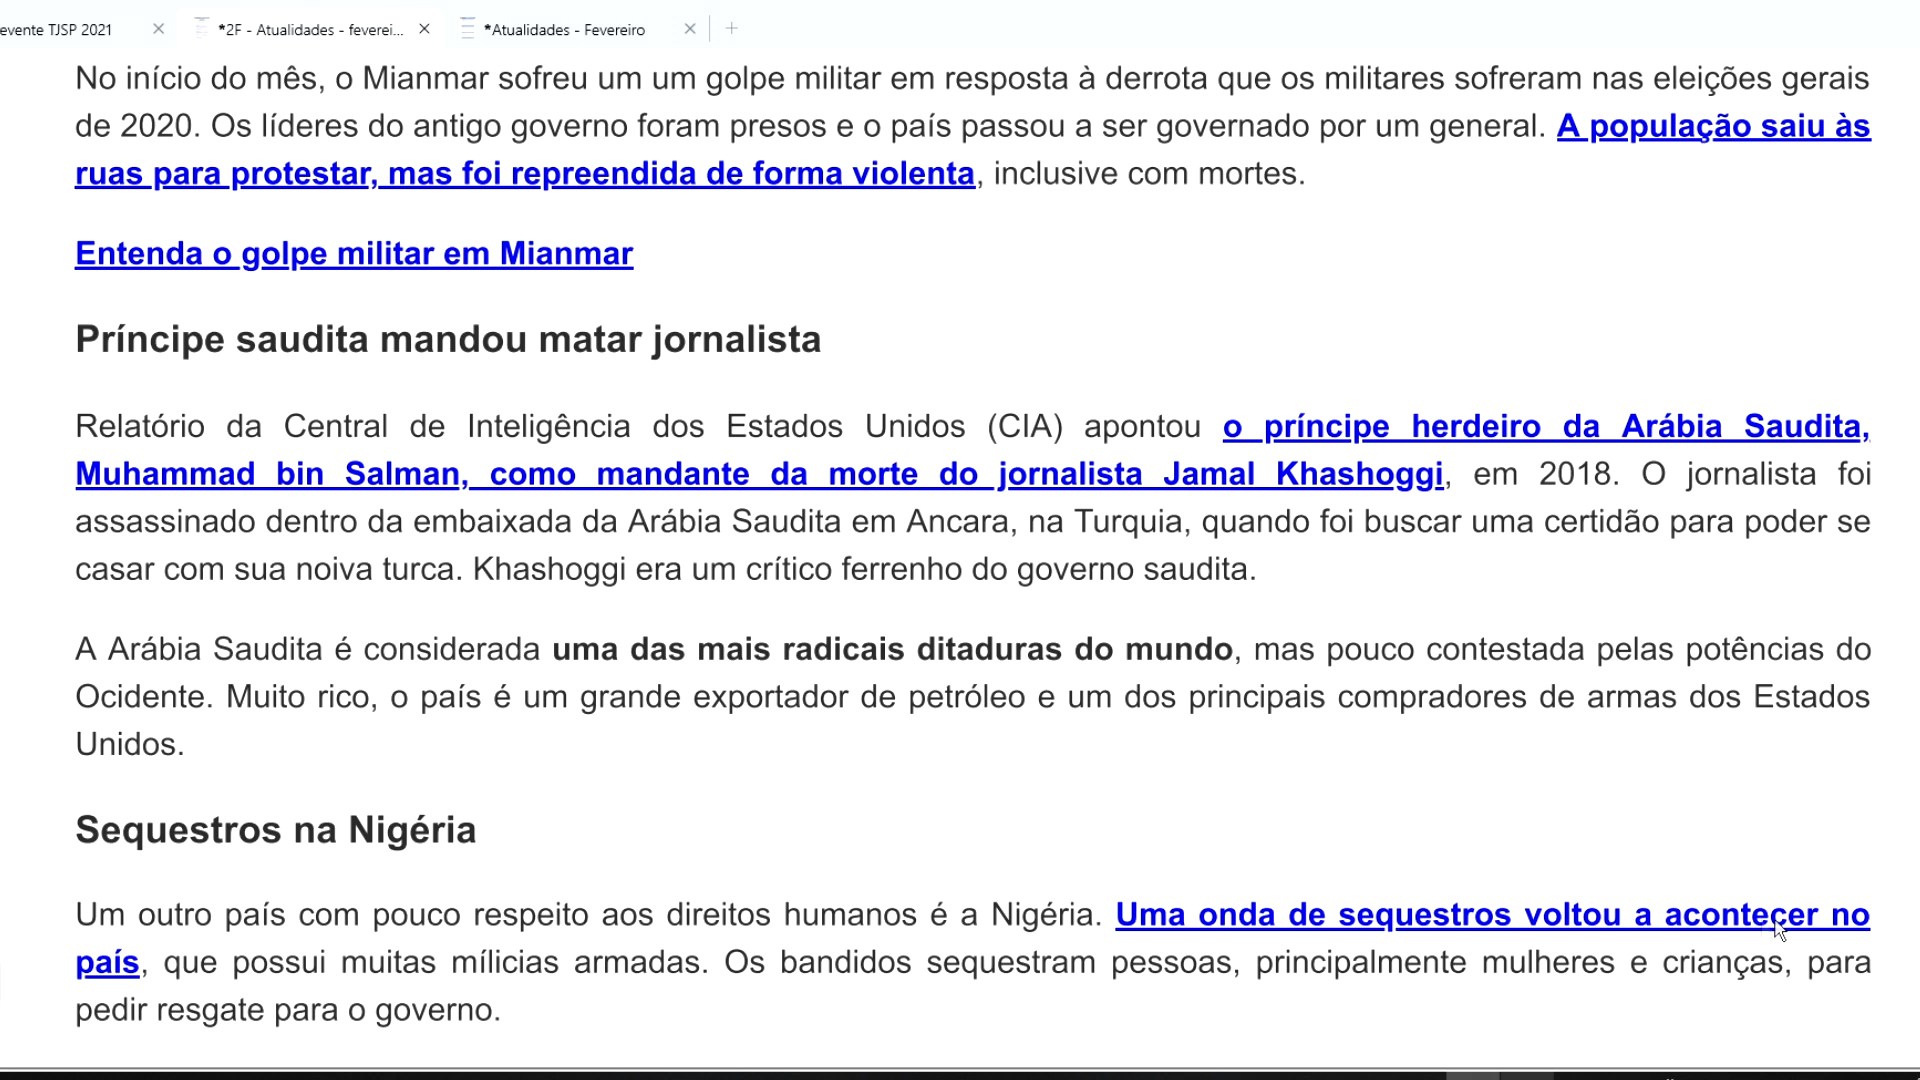 evente TJSP 2021
*2F - Atualidades - feverei...
*Atualidades - Fevereiro
No início do mês, o Mianmar sofreu um um golpe militar em resposta à derrota que os militares sofreram nas eleições gerais
de 2020. Os líderes do antigo governo foram presos e o país passou a ser governado por um general. A população saiu às
ruas para protestar, mas foi repreendida de forma violenta, inclusive com mortes.
Entenda o golpe militar em Mianmar
Príncipe saudita mandou matar jornalista
Relatório da Central de Inteligência dos Estados Unidos (CIA) apontou o príncipe herdeiro da Arábia Saudita,
Muhammad bin Salman, como mandante da morte do jornalista Jamal Khashoggi, em 2018. O jornalista foi
assassinado dentro da embaixada da Arábia Saudita em Ancara, na Turquia, quando foi buscar uma certidão para poder se
casar com sua noiva turca. Khashoggi era um crítico ferrenho do governo saudita.
A Arábia Saudita é considerada uma das mais radicais ditaduras do mundo, mas pouco contestada pelas potências do
Ocidente. Muito rico, o país é um grande exportador de petróleo e um dos principais compradores de armas dos Estados
Unidos.
Sequestros na Nigéria
Um outro país com pouco respeito aos direitos humanos é a Nigéria. Uma onda de sequestros voltou a acontecer no
país, que possui muitas mílicias armadas. Os bandidos sequestram pessoas, principalmente mulheres e crianças, para
pedir resgate para o governo.